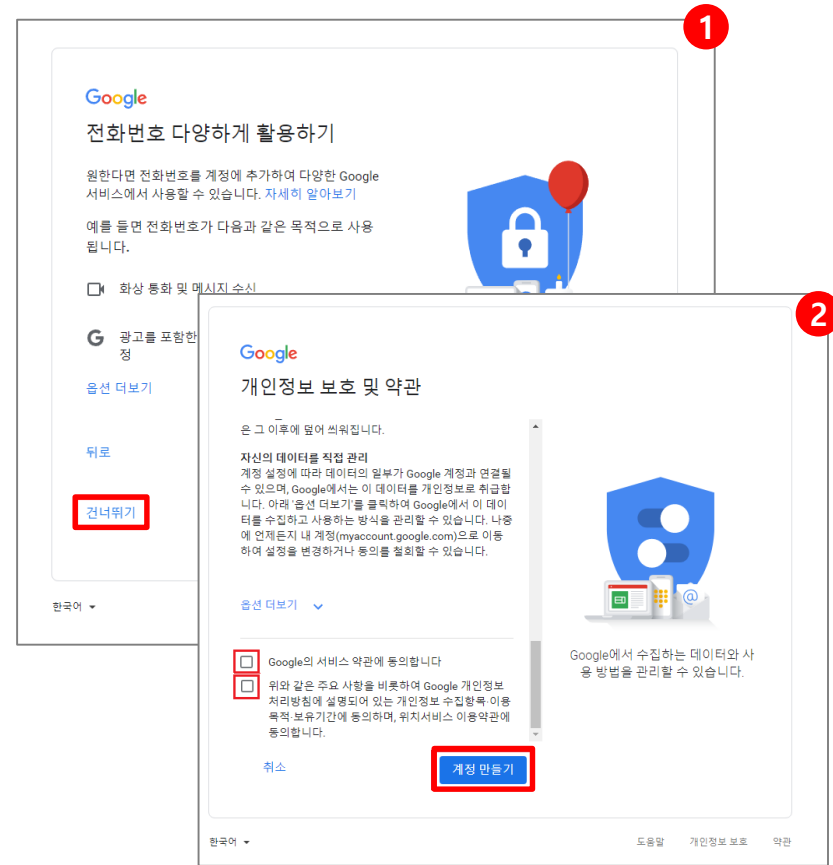 1
Google
전화번호 다양하게 활용하기
원한다면 전화번호를 계정에 추가하여 다양한 Google
서비스에서 사용할 수 있습니다. 자세히 알아보기
예를 들면 전화번호가 다음과 같은 목적으로 사용
됩니다.
화상 통화 및 메시지 수신
G 광고를 포함한
정
옵션 더보기
뒤로
건너뛰기
한국어
2
Google
개인정보 보호 및 약관
은 그 이후에 덮어 씌워집니다.
자신의 데이터를 직접 관리
계정 설정에 따라 데이터의 일부가 Google 계정과 연결될
수 있으며, Google에서는 이 데이터를 개인정보로 취급합
니다. 아래 '옵션 더보기'를 클릭하여 Google에서 이 데이
터를 수집하고 사용하는 방식을 관리할 수 있습니다. 나중
에 언제든지 내 계정(myaccount.google.com)으로 이동
하여 설정을 변경하거나 동의를 철회할 수 있습니다.
옵션 더보기
Google의 서비스 약관에 동의합니다
위와 같은 주요 사항을 비롯하여 Google 개인정보
처리방침에 설명되어 있는 개인정보 수집항목·이용
목적·보유기간에 동의하며, 위치서비스 이용약관에
동의합니다.
취소
계정 만들기
@
Google에서 수집하는 데이터와 사
용 방법을 관리할 수 있습니다.
한국어
도움말 개인정보 보호 약관